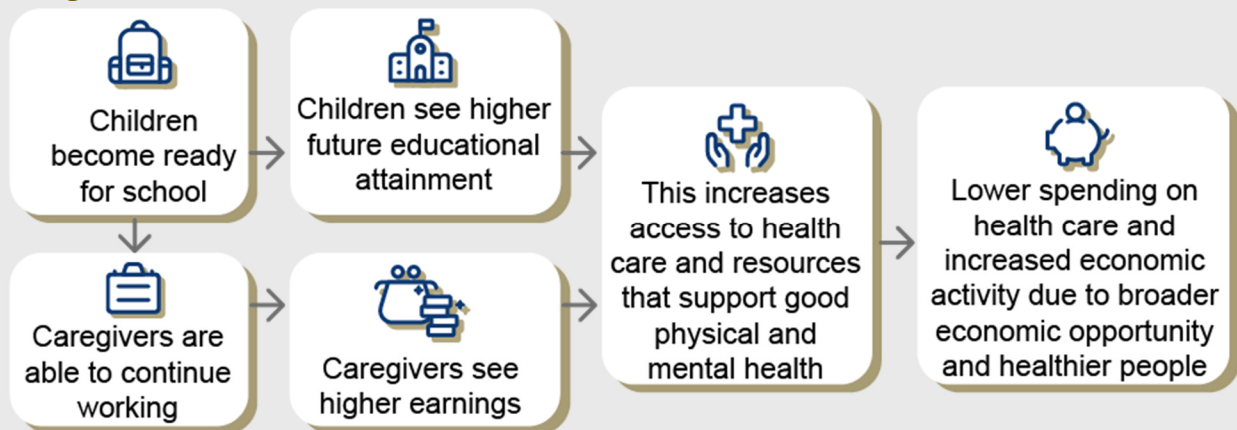 Children
become ready
for school
Children see higher
future educational
attainment
Caregivers are
able to continue
working
Caregivers see
higher earnings
This increases
access to health
care and resources
that support good
physical and
mental health
Lower spending on
health care and
increased economic
activity due to broader
economic opportunity
and healthier people